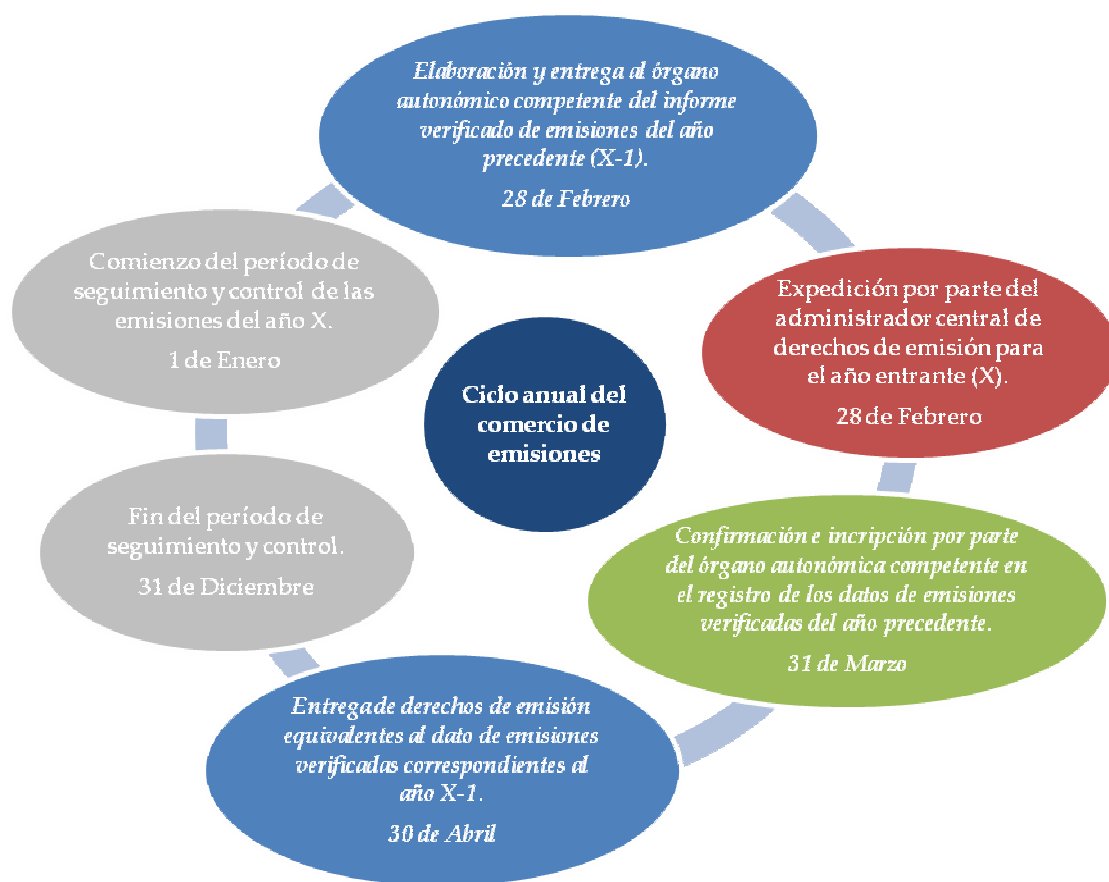 Elaboración y entrega al órgano
autonómico competente del informe
verificado de emisiones del año
precedente (X-1).
28 de Febrero
Expedición por parte del
administrador central de
derechos de emisión para
el año entrante (X).
28 de Febrero
Confirmación e incripción por parte
del órgano autonómica competente en
el registro de los datos de emisiones
verificadas del año precedente.
31 de Marzo
Entrega de derechos de emisión
equivalentes al dato de emisiones
verificadas correspondientes al
año X-1.
30 de Abril
Fin del período de
seguimiento y control.
31 de Diciembre
Comienzo del período de
seguimiento y control de las
emisiones del año X.
1 de Enero
Ciclo anual del
comercio de
emisiones